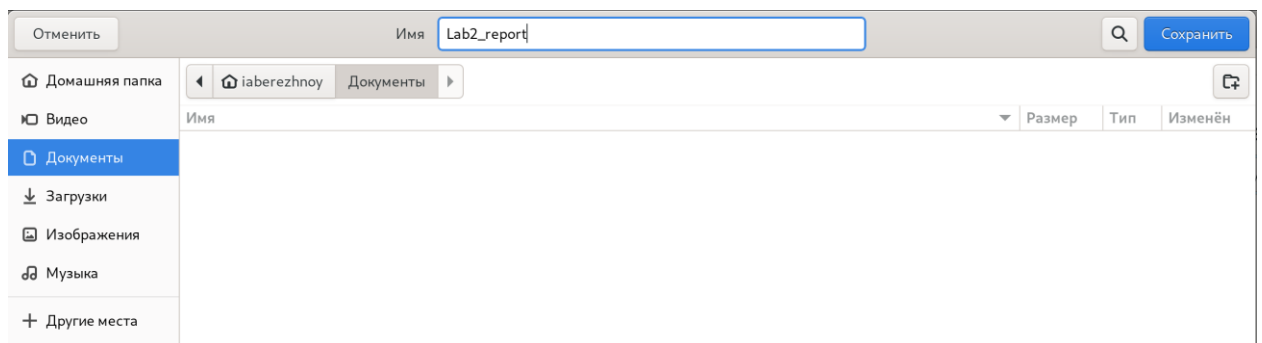 Отменить Имя Lab2_report Сохранить
Домашняя папка iaberezhnoy Документы
Видео Имя Размер Тип Изменён
Документы
Загрузки
Изображения
Музыка
Другие места